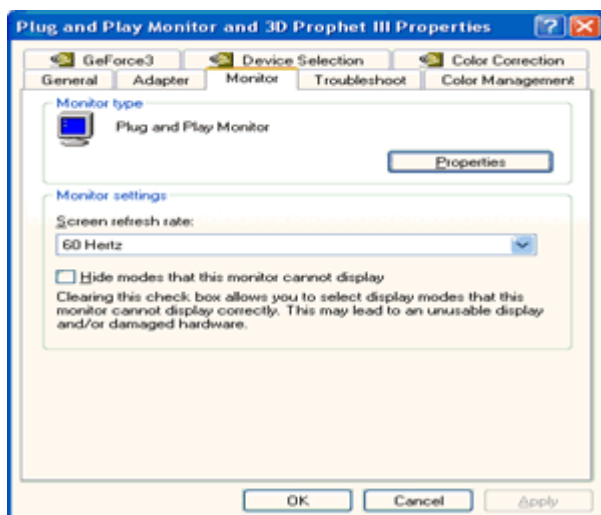 Plug and Play Monitor and 3D Prophet III Properties
GeForce3 Device Selection Color Correction
General Adapter Monitor Troubleshoot Color Management
Monitor type
Plug and Play Monitor
Properties
Monitor settings
Screen refresh rate:
60 Hertz
Hide modes that this monitor cannot display
Clearing this check box allows you to select display modes that this
monitor cannot display correctly. This may lead to an unusable display
and/or damaged hardware.
OK Cancel Apply